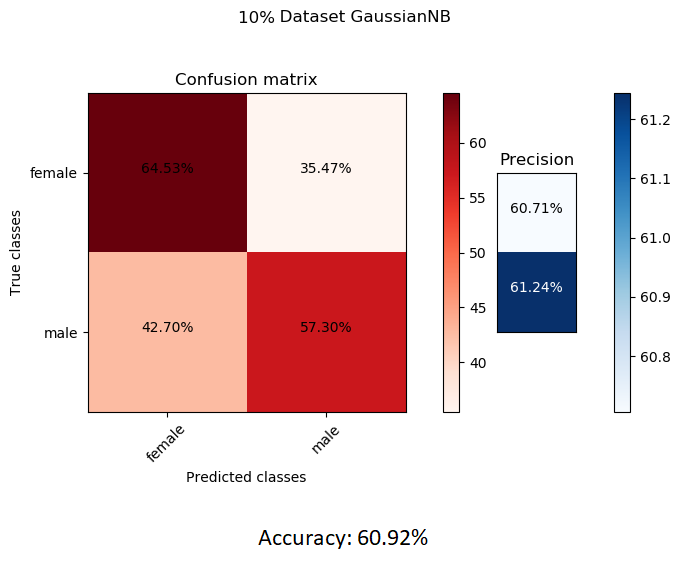 10% Dataset GaussianNB
Confusion matrix
True classes
female
male
64.53%
35.47%
42.70%
57.30%
female
male
Predicted classes
60
55
50
45
40
Precision
60.71%
61.24%
61.2
61.1
61.0
60.9
60.8
Accuracy: 60.92%